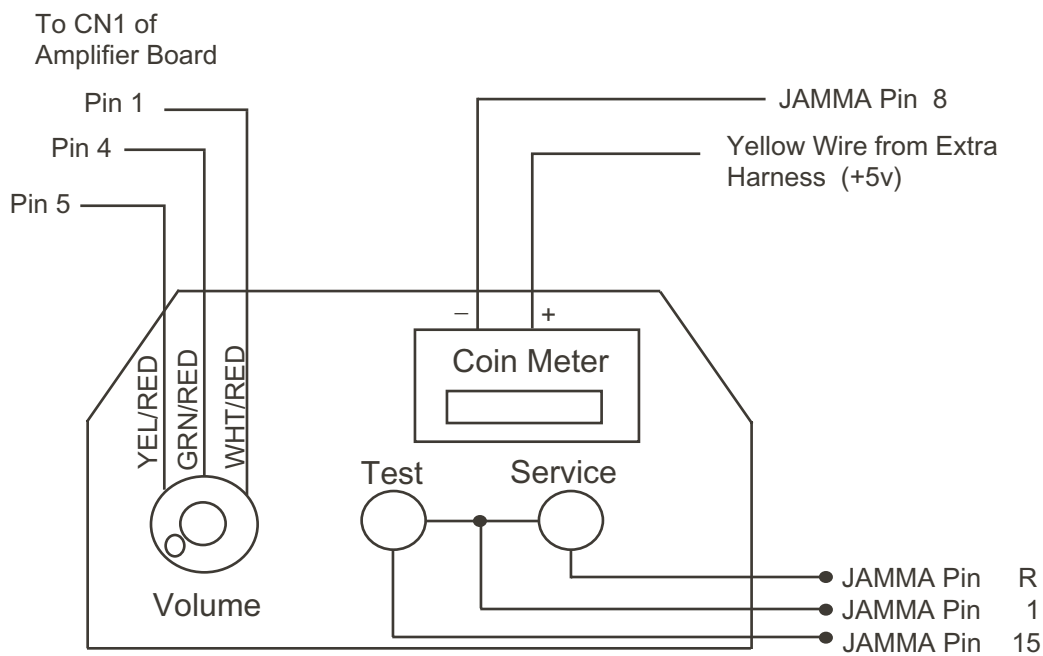 To CN1 of
Amplifier Board
Pin 1
Pin 4
Pin 5
JAMMA Pin 8
Yellow Wire from Extra
Harness (+5v)
– +
Coin Meter
YEL/RED
GRN/RED
WHT/RED
Test
Service
Volume
JAMMA Pin R
JAMMA Pin 1
JAMMA Pin 15